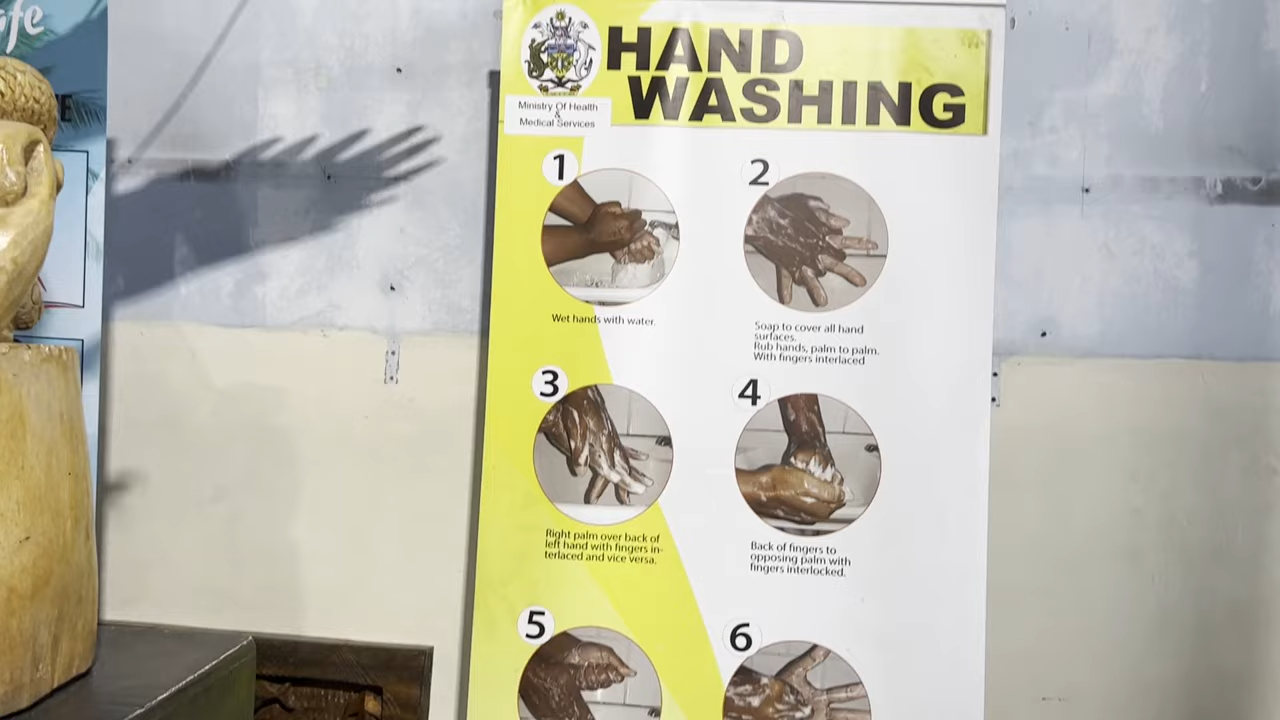 HAND
WASHING
Ministry Of Health
&
Medical Services
1
Wet hands with water.
2
Soap to cover all hand
surfaces.
Rub hands, palm to palm.
With fingers interlaced
3
Right palm over back of
left hand with fingers in-
terlaced and vice versa.
4
Back of fingers to
opposing palm with
fingers interlocked.
5
6